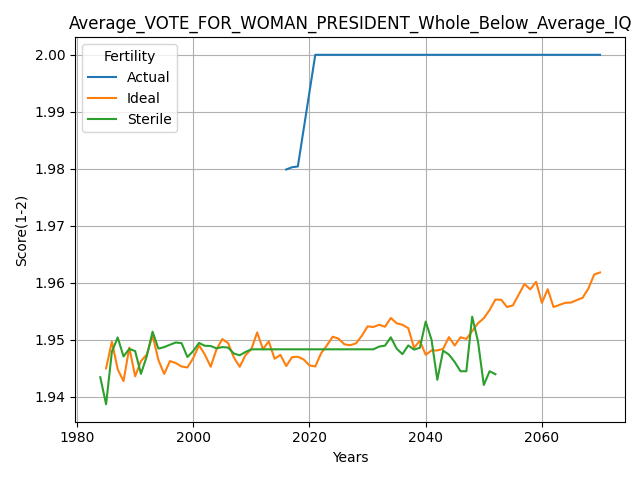 Average_VOTE_FOR_WOMAN_PRESIDENT_Whole_Below_Average_IQ
Fertility
Actual
Ideal
Sterile
2.00
1.99
1.98
1.97
1.96
1.95
1.94
Score(1-2)
1980 2000 2020 2040 2060
Years